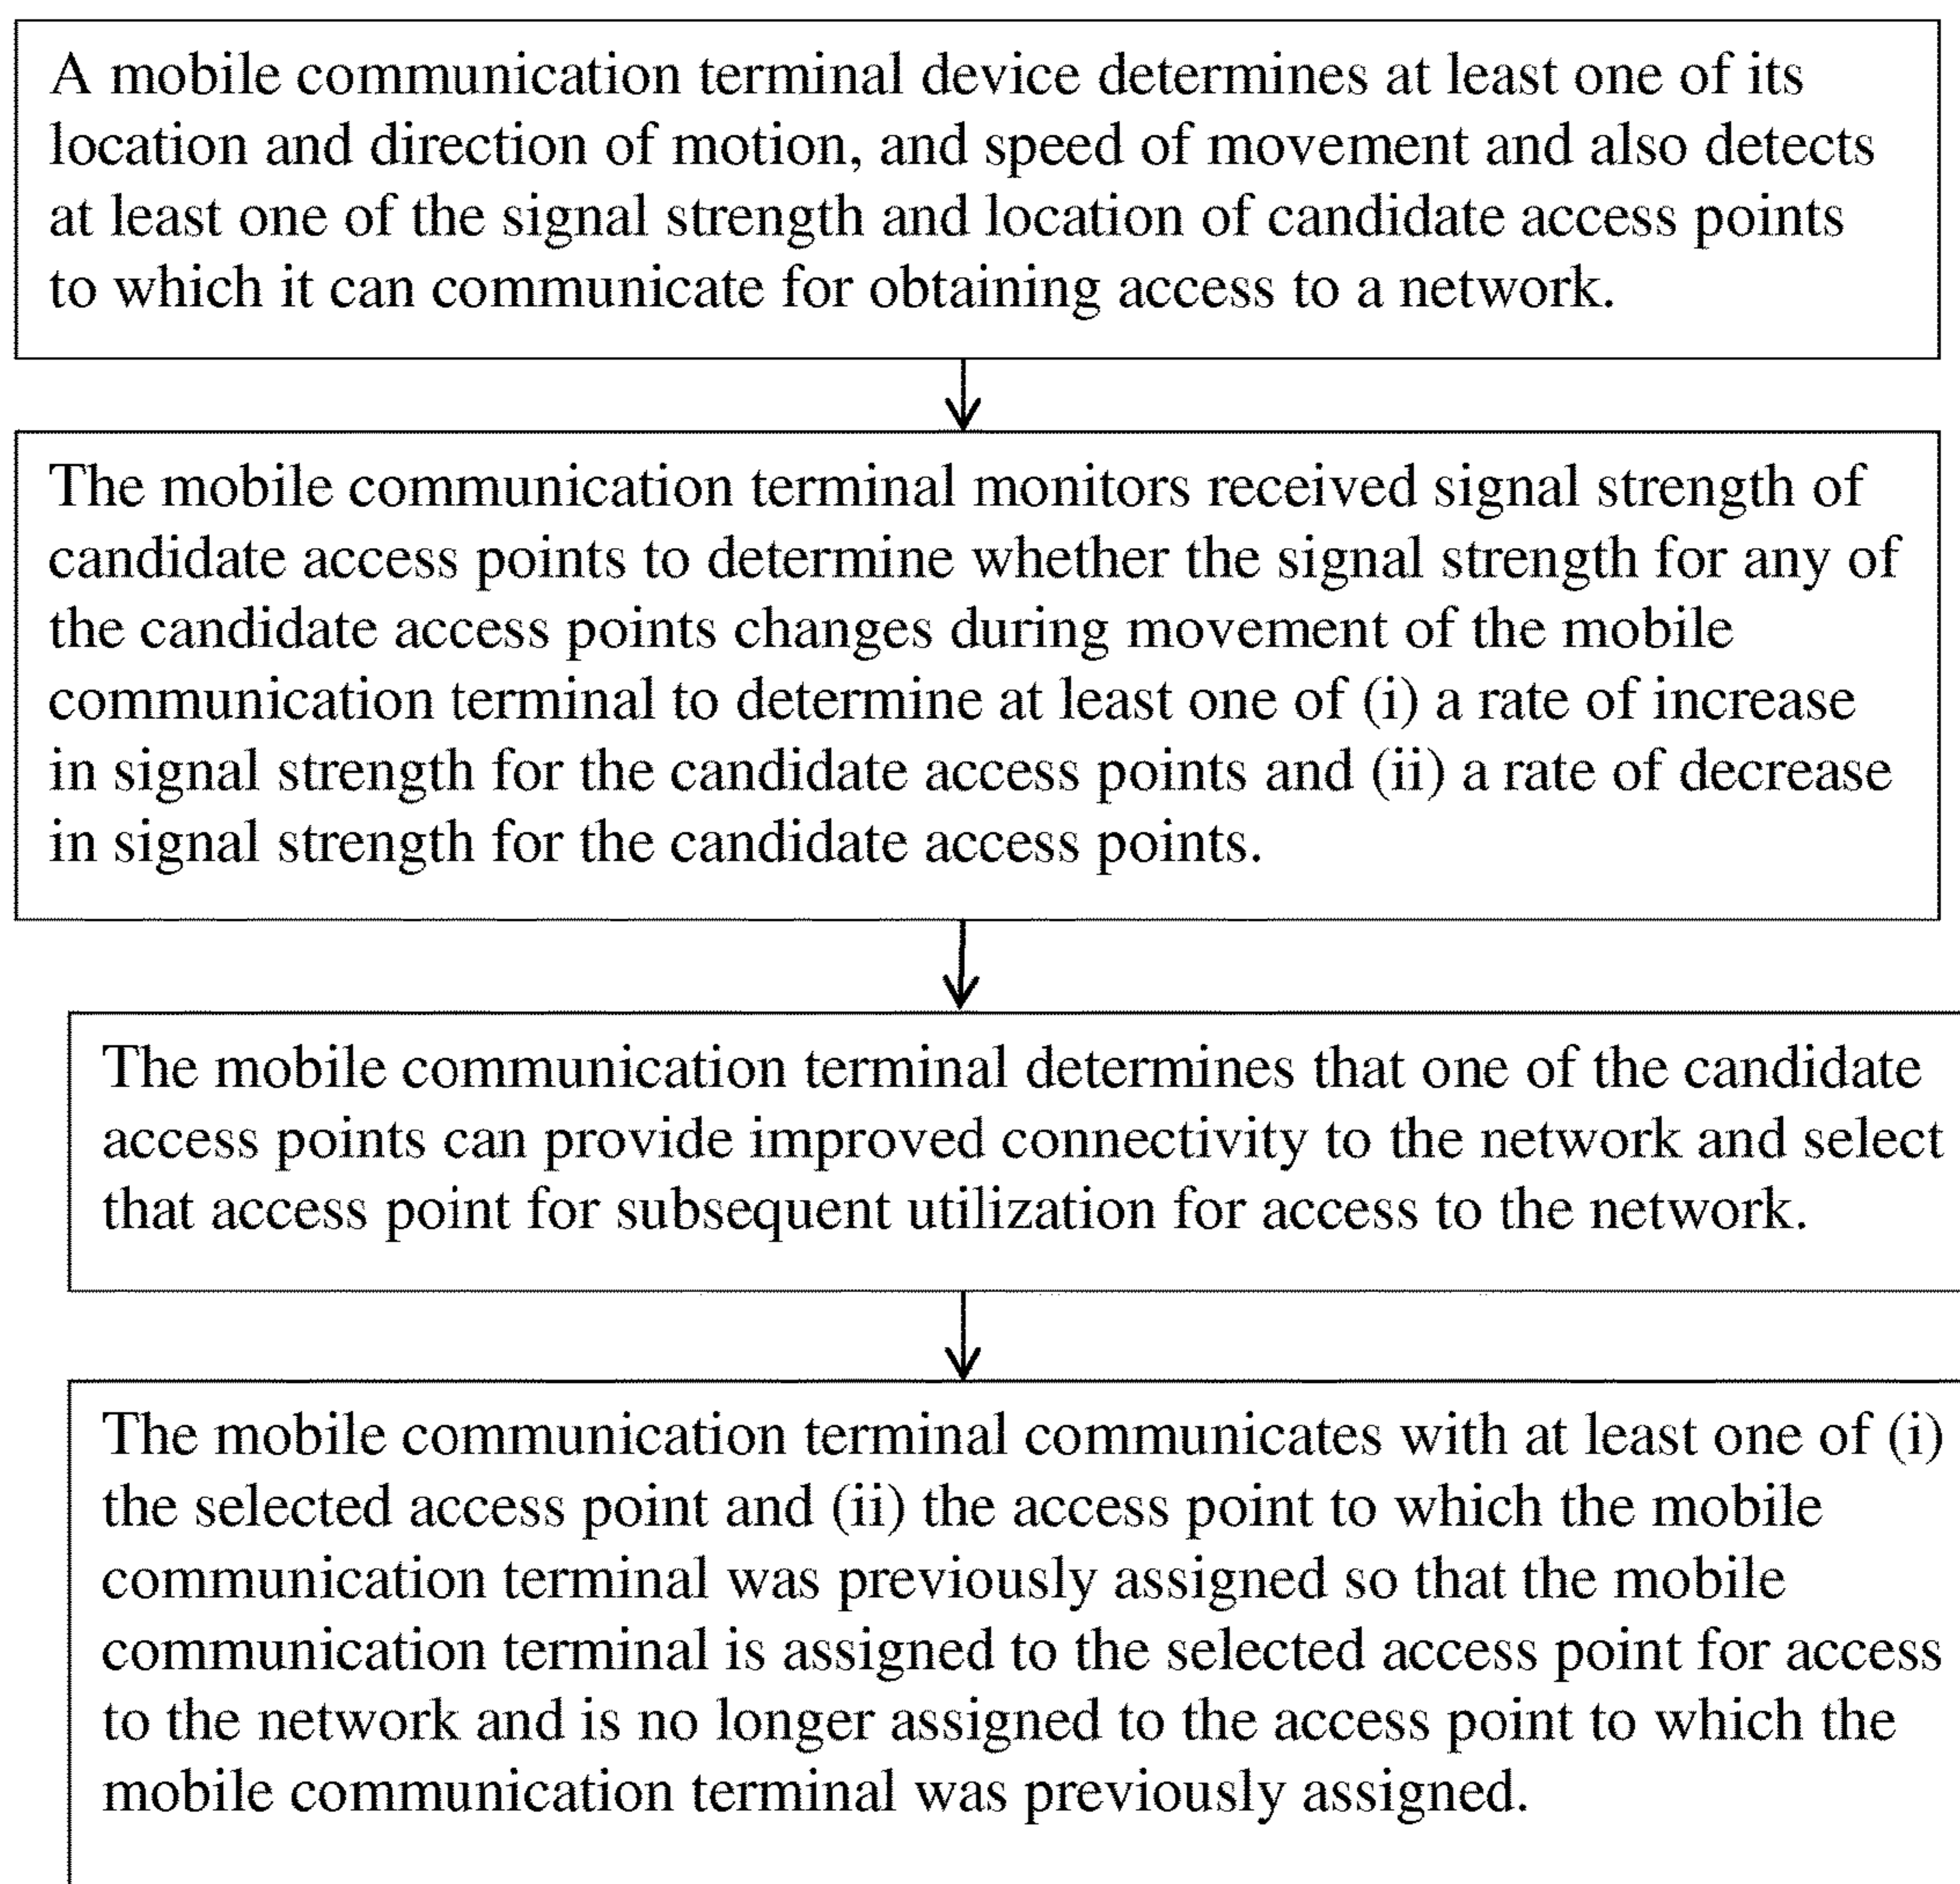 A mobile communication terminal device determines at least one of its
location and direction of motion, and speed of movement and also detects
at least one of the signal strength and location of candidate access points
to which it can communicate for obtaining access to a network.
The mobile communication terminal monitors received signal strength of
candidate access points to determine whether the signal strength for any of
the candidate access points changes during movement of the mobile
communication terminal to determine at least one of (i) a rate of increase
in signal strength for the candidate access points and (ii) a rate of decrease
in signal strength for the candidate access points.
The mobile communication terminal determines that one of the candidate
access points can provide improved connectivity to the network and select
that access point for subsequent utilization for access to the network.
The mobile communication terminal communicates with at least one of (i)
the selected access point and (ii) the access point to which the mobile
communication terminal was previously assigned so that the mobile
communication terminal is assigned to the selected access point for access
to the network and is no longer assigned to the access point to which the
mobile communication terminal was previously assigned.